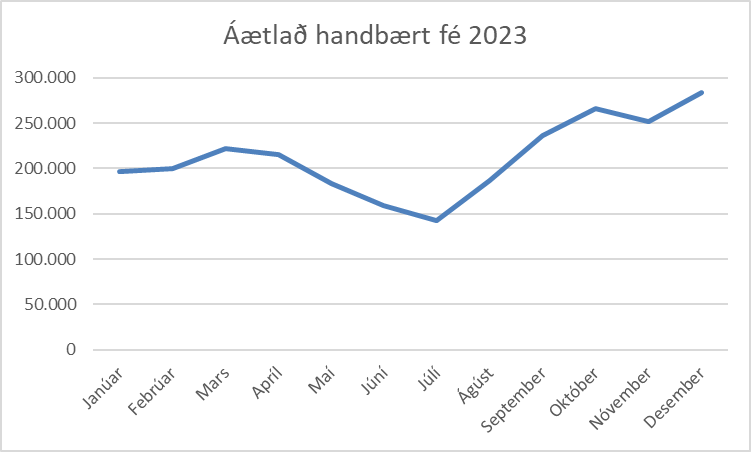 Áætlað handbært fé 2023
300.000
250.000
200.000
150.000
100.000
50.000
0
Janúar
Febrúar
Mars
Apríl
Maí
Júní
Júlí
Ágúst
September
Október
Nóvember
Desember